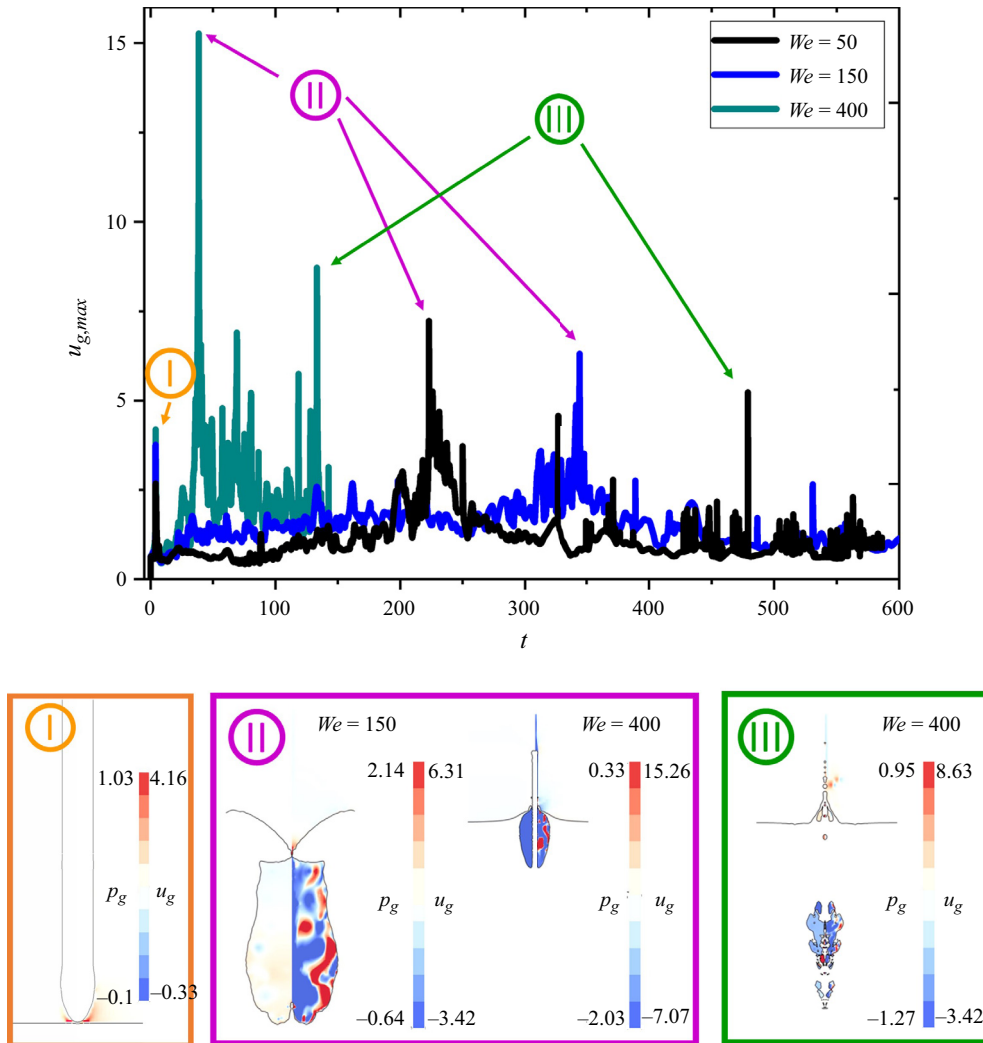 We = 50
We = 150
We = 400
II
III
I
15
10
5
0
u_g,max
0 100 200 300 400 500 600
t
I
1.03 4.16
p_g u_g
–0.1 –0.33
II
We = 150 We = 400
2.14 6.31 0.33 15.26
p_g u_g p_g u_g
–0.64 –3.42 –2.03 –7.07
III
We = 400
0.95 8.63
p_g u_g
–1.27 –3.42